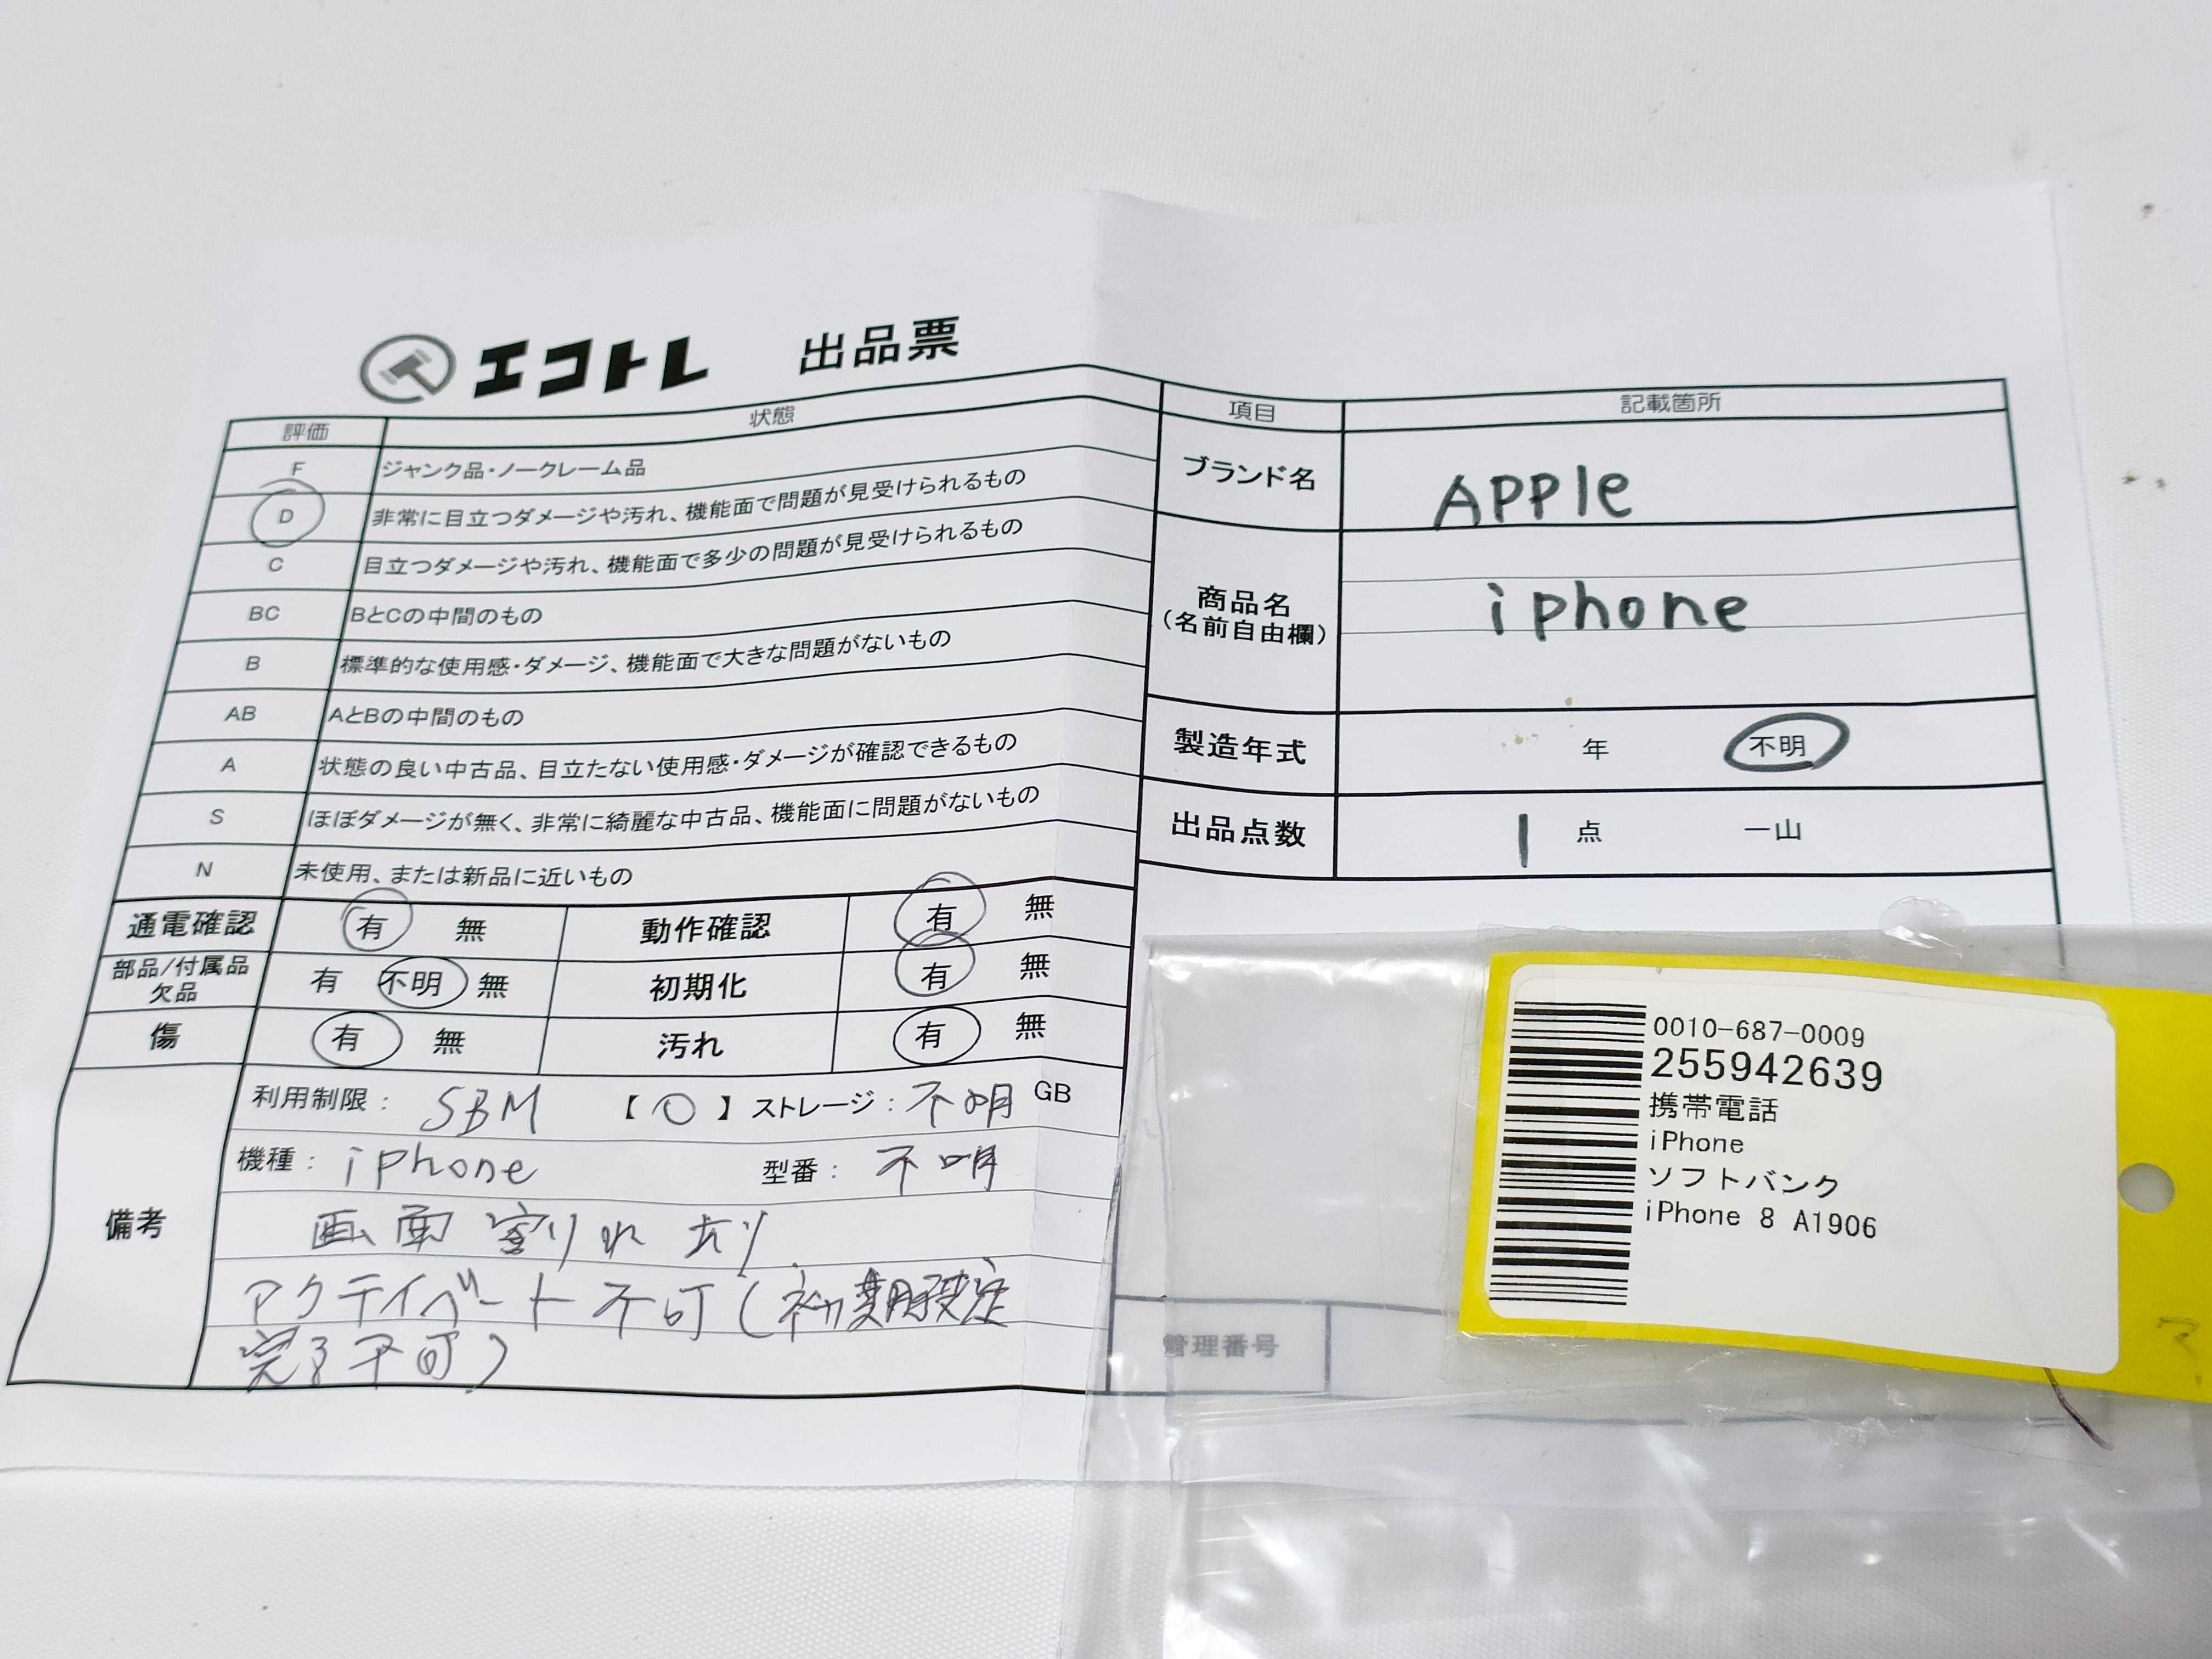 エコトレ 出品票
評価 状態
F ジャンク品・ノークレーム品
D 非常に目立つダメージや汚れ、機能面で問題が見受けられるもの
C 目立つダメージや汚れ、機能面で多少の問題が見受けられるもの
BC BとCの中間のもの
B 標準的な使用感・ダメージ、機能面で大きな問題がないもの
AB AとBの中間のもの
A 状態の良い中古品、目立たない使用感・ダメージが確認できるもの
S ほぼダメージが無く、非常に綺麗な中古品、機能面に問題がないもの
N 未使用、または新品に近いもの
通電確認 有 無 動作確認 有 無
部品/付属品
欠品 有 不明 無 初期化 有 無
傷 有 無 汚れ 有 無
備考
利用制限: SBM 【〇】ストレージ: 不明 GB
機種: iphone 型番: 不明
画面割れ有り
アクティベート不可(初期設定
完了不可)
項目 記載箇所
ブランド名 APPle
商品名
(名前自由欄) iphone
製造年式 年 不明
出品点数 1 点 一山
管理番号
0010-687-0009
255942639
携帯電話
iPhone
ソフトバンク
iPhone 8 A1906